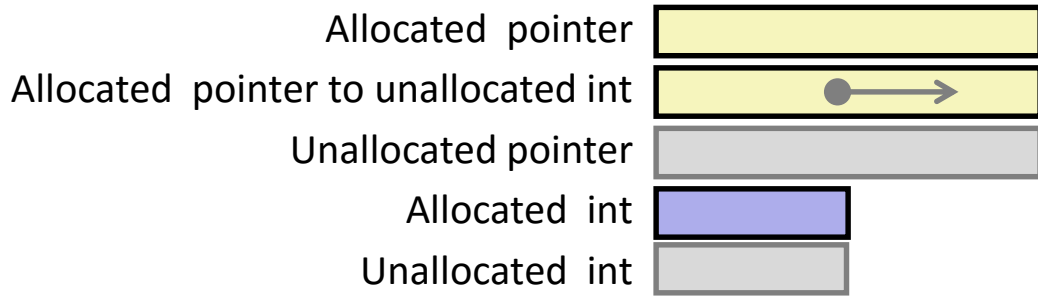 Allocated pointer
Allocated pointer to unallocated int
Unallocated pointer
Allocated int
Unallocated int